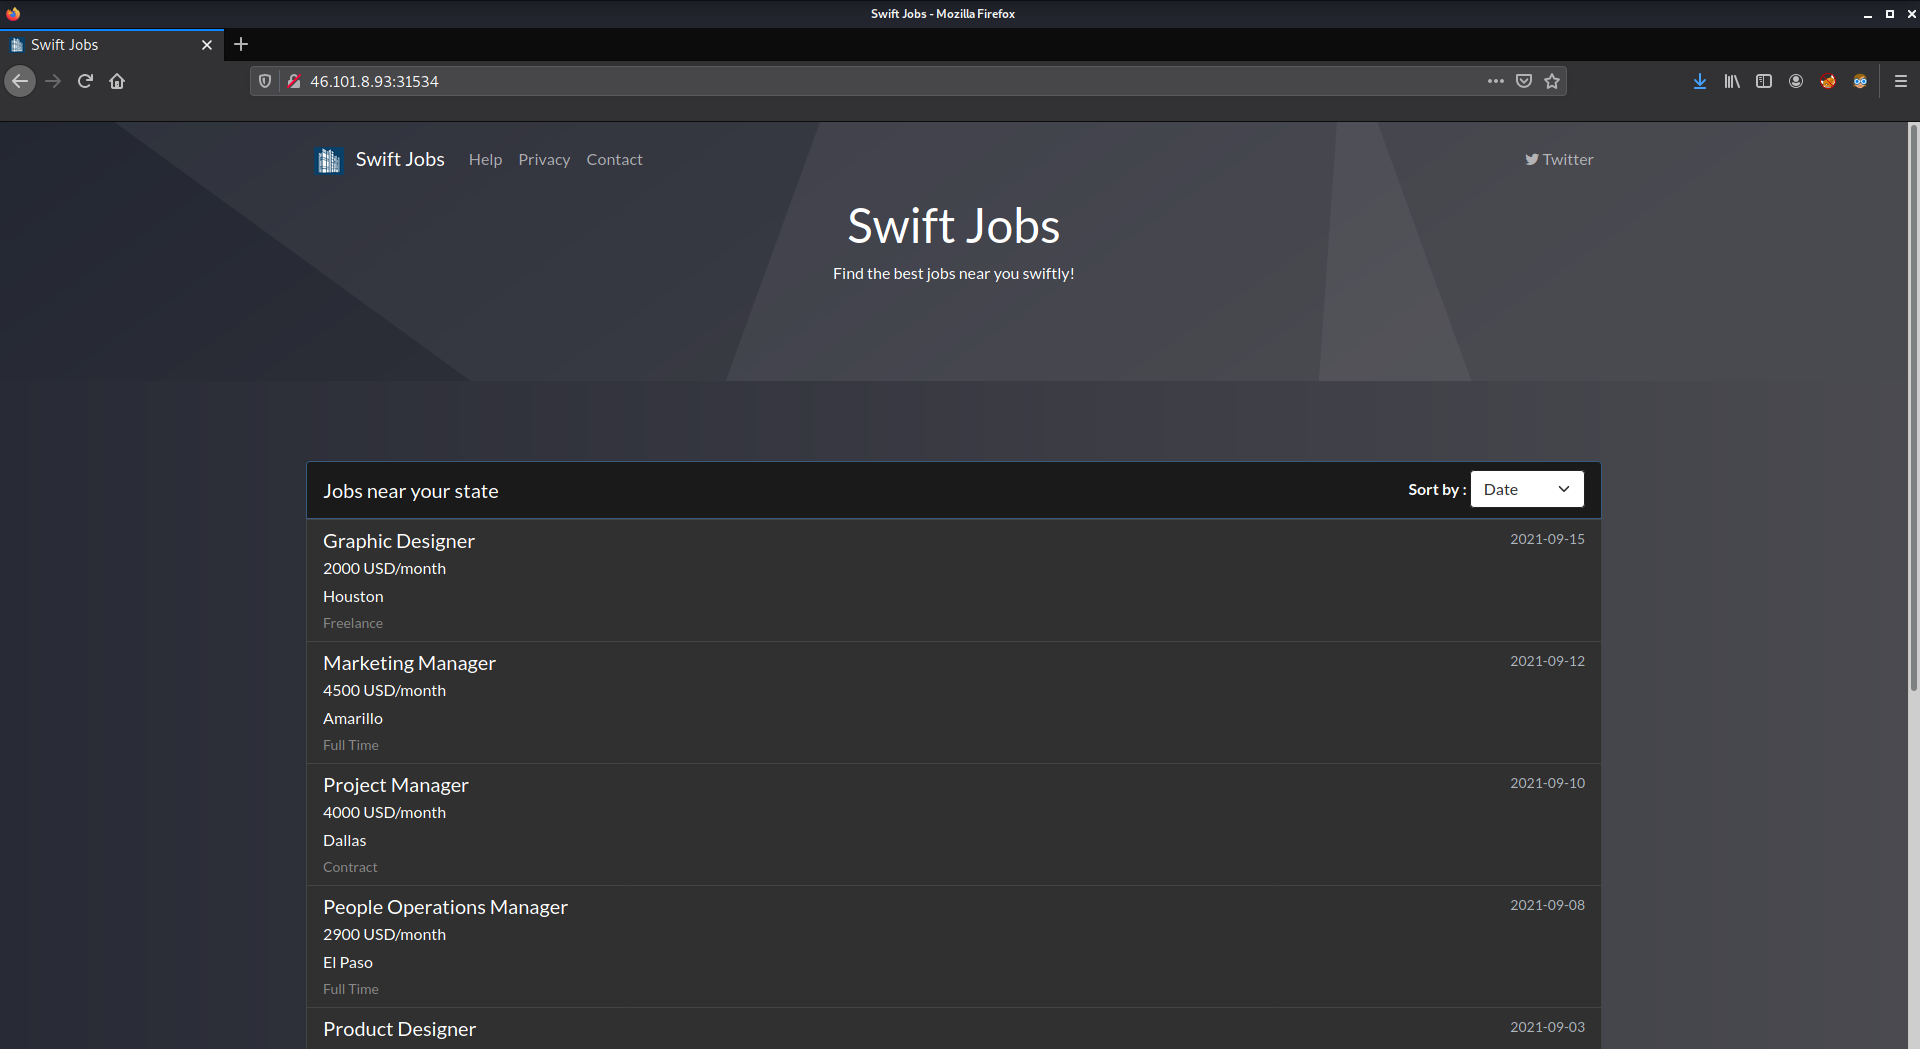 Swift Jobs - Mozilla Firefox
Swift Jobs
46.101.8.93:31534
Swift Jobs Help Privacy Contact Twitter
Swift Jobs
Find the best jobs near you swiftly!
Jobs near your state Sort by : Date
Graphic Designer 2021-09-15
2000 USD/month
Houston
Freelance
Marketing Manager 2021-09-12
4500 USD/month
Amarillo
Full Time
Project Manager 2021-09-10
4000 USD/month
Dallas
Contract
People Operations Manager 2021-09-08
2900 USD/month
El Paso
Full Time
Product Designer 2021-09-03